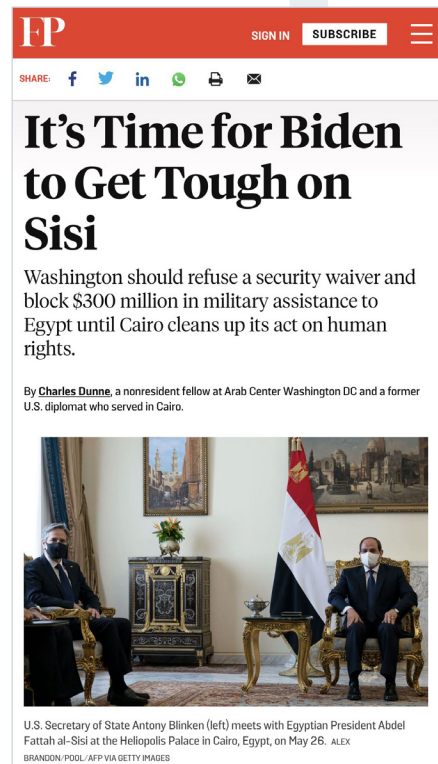 FP
SIGN IN
SUBSCRIBE
SHARE:
It's Time for Biden
to Get Tough on
Sisi
Washington should refuse a security waiver and
block $300 million in military assistance to
Egypt until Cairo cleans up its act on human
rights.
By Charles Dunne, a nonresident fellow at Arab Center Washington DC and a former
U.S. diplomat who served in Cairo.
U.S. Secretary of State Antony Blinken (left) meets with Egyptian President Abdel
Fattah al-Sisi at the Heliopolis Palace in Cairo, Egypt, on May 26. ALEX
BRANDON/POOL/AFP VIA GETTY IMAGES